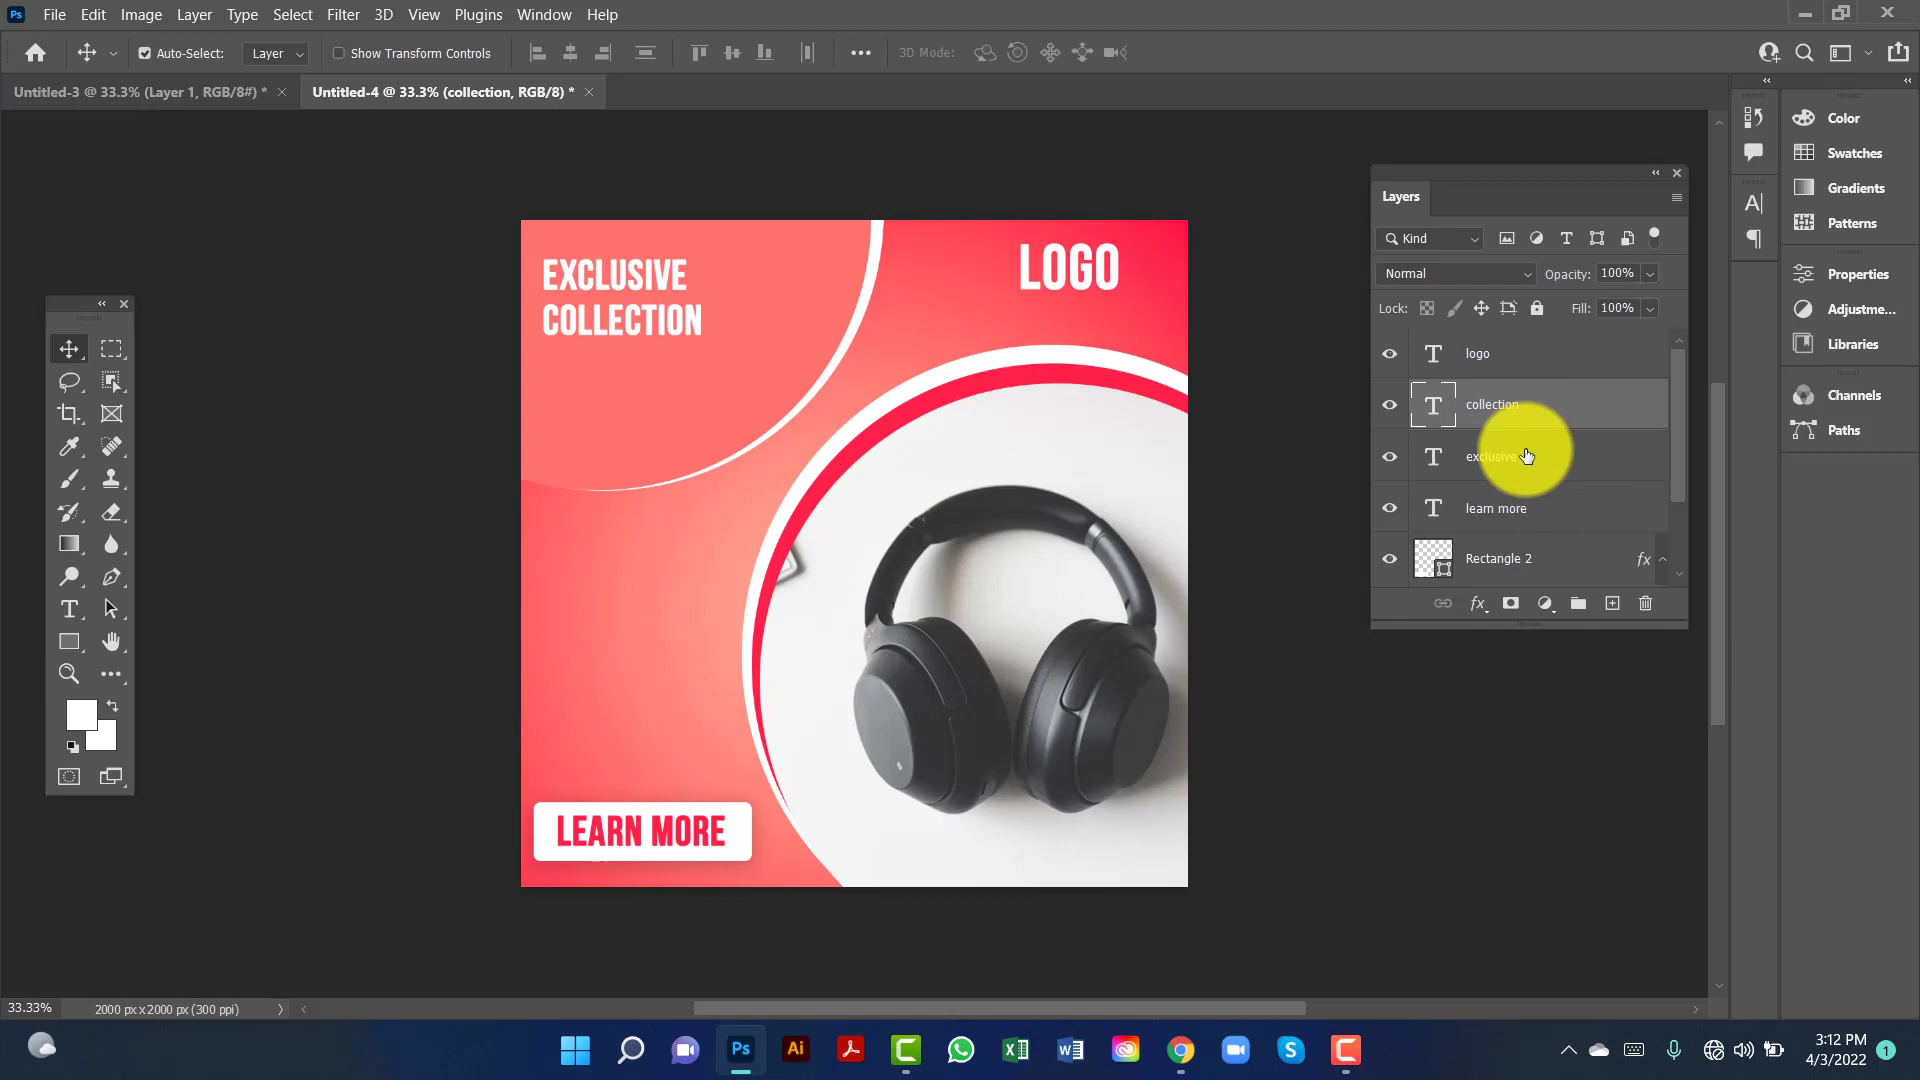 File Edit Image Layer Type Select Filter 3D View Plugins Window Help
Auto-Select: Layer Show Transform Controls 3D Mode:
Untitled-3 @ 33.3% (Layer 1, RGB/8#) * Untitled-4 @ 33.3% (collection, RGB/8) *
Color
Swatches
Gradients
Patterns
Properties
Adjustme...
Libraries
Channels
Paths
Layers
Kind
Normal Opacity: 100%
Lock: Fill: 100%
logo
collection
exclusive
learn more
Rectangle 2 fx
fx
EXCLUSIVE
COLLECTION
LOGO
LEARN MORE
33.33% 2000 px x 2000 px (300 ppi)
3:12 PM
4/3/2022
1